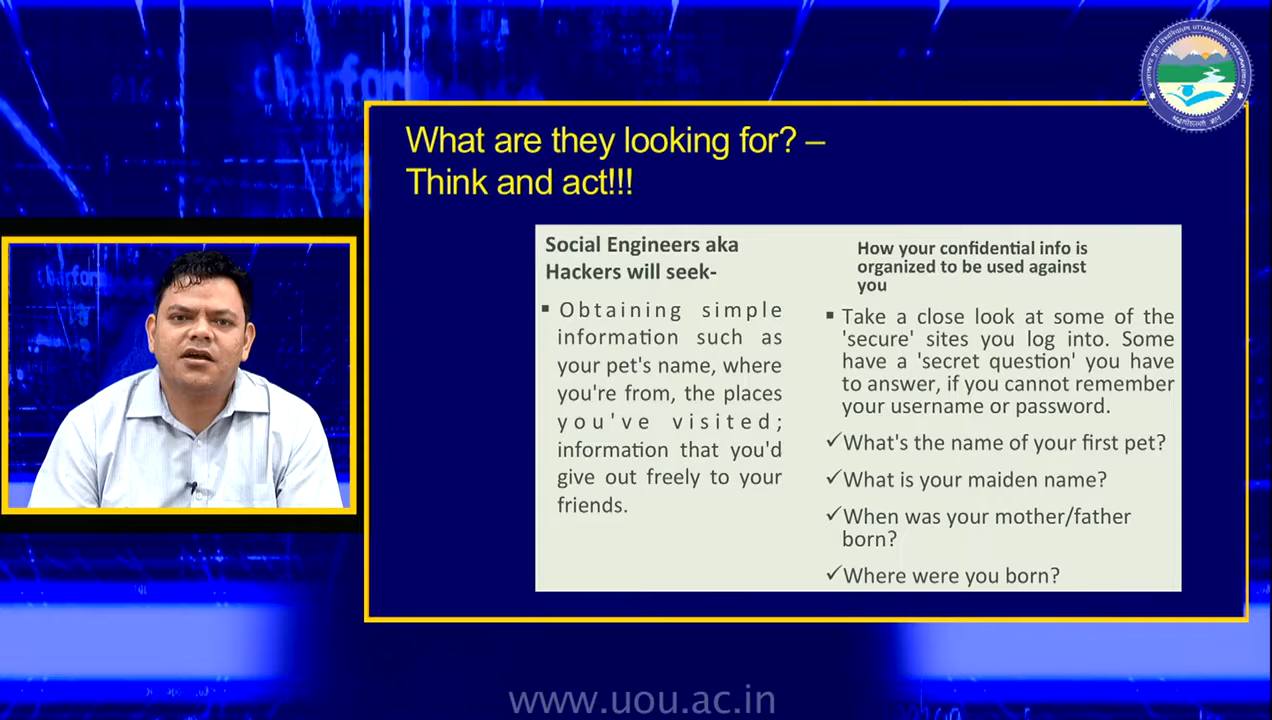 What are they looking for? –
Think and act!!!
Social Engineers aka
Hackers will seek-
▪ Obtaining simple
information such as
your pet's name, where
you're from, the places
you've visited;
information that you'd
give out freely to your
friends.
How your confidential info is
organized to be used against
you
▪ Take a close look at some of the
'secure' sites you log into. Some
have a 'secret question' you have
to answer, if you cannot remember
your username or password.
✓What's the name of your first pet?
✓What is your maiden name?
✓When was your mother/father
born?
✓Where were you born?
www.uou.ac.in
UTTARAKHAND OPEN UNIVERSITY